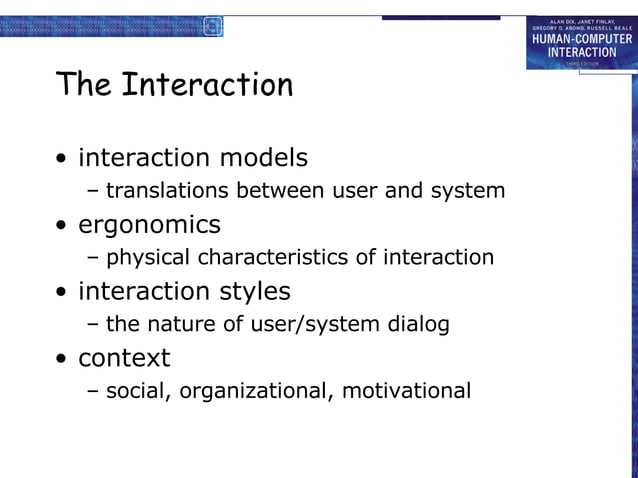 ALAN DIX, JANET FINLAY,
GREGORY D. ABOWD, RUSSELL BEALE
HUMAN-COMPUTER
INTERACTION
THIRD EDITION
The Interaction
• interaction models
– translations between user and system
• ergonomics
– physical characteristics of interaction
• interaction styles
– the nature of user/system dialog
• context
– social, organizational, motivational